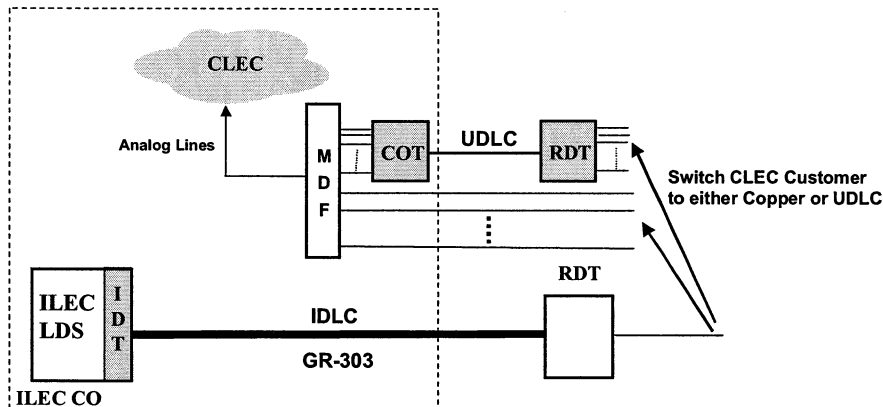 CLEC
Analog Lines
M
D
F
COT
UDLC
RDT
Switch CLEC Customer
to either Copper or UDLC
RDT
ILEC
LDS
I
D
T
IDLC
GR-303
ILEC CO